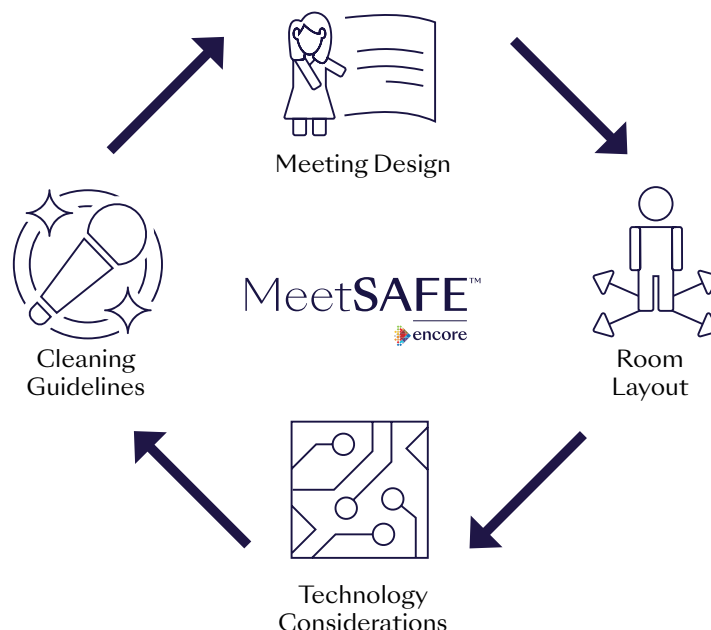 Meeting Design
MeetSAFE™
encore
Cleaning
Guidelines
Room
Layout
Technology
Considerations